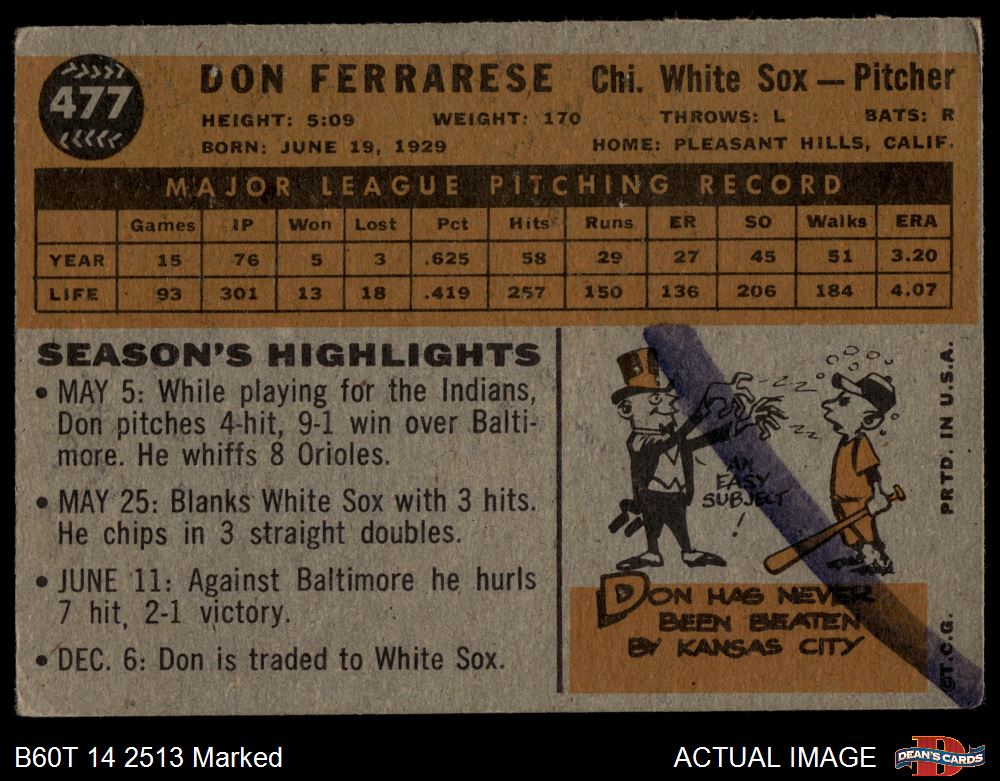 477
DON FERRARESE Chi. White Sox — Pitcher
HEIGHT: 5:09 WEIGHT: 170 THROWS: L BATS: R
BORN: JUNE 19, 1929 HOME: PLEASANT HILLS, CALIF.
MAJOR LEAGUE PITCHING RECORD
Games IP Won Lost Pct Hits Runs ER SO Walks ERA
YEAR 15 76 5 3 .625 58 29 27 45 51 3.20
LIFE 93 301 13 18 .419 257 150 136 206 184 4.07
SEASON'S HIGHLIGHTS
• MAY 5: While playing for the Indians,
Don pitches 4-hit, 9-1 win over Balti-
more. He whiffs 8 Orioles.
• MAY 25: Blanks White Sox with 3 hits.
He chips in 3 straight doubles.
• JUNE 11: Against Baltimore he hurls
7 hit, 2-1 victory.
• DEC. 6: Don is traded to White Sox.
AN
EASY
SUBJECT
!
DON HAS NEVER
BEEN BEATEN
BY KANSAS CITY
©T.C.G. PRTD. IN U.S.A.
B60T 14 2513 Marked
ACTUAL IMAGE
D
DEAN'S CARDS